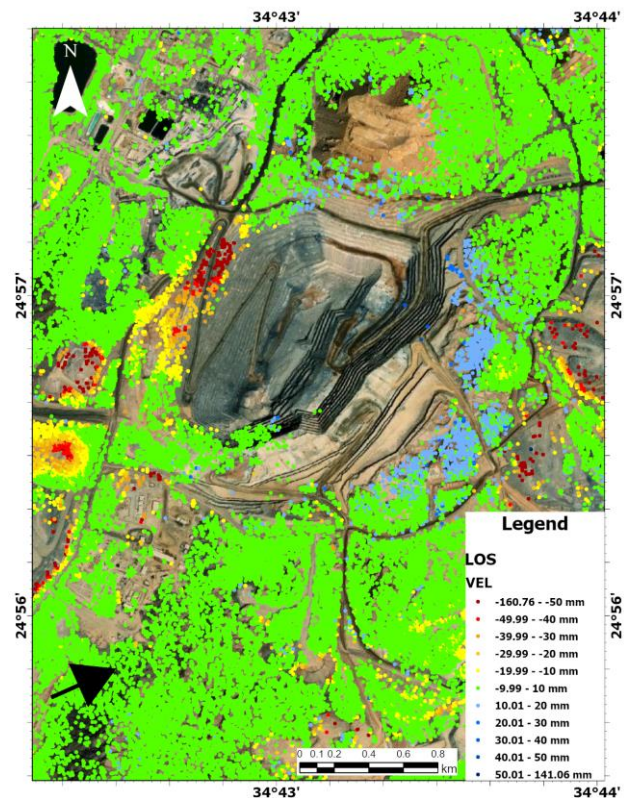 34°43' 34°44'
N
24°57' 24°57'
Legend
LOS
VEL
-160.76 - -50 mm
-49.99 - -40 mm
-39.99 - -30 mm
-29.99 - -20 mm
-19.99 - -10 mm
-9.99 - 10 mm
10.01 - 20 mm
20.01 - 30 mm
30.01 - 40 mm
40.01 - 50 mm
50.01 - 141.06 mm
24°56' 24°56'
0 0.1 0.2 0.4 0.6 0.8
km
34°43' 34°44'